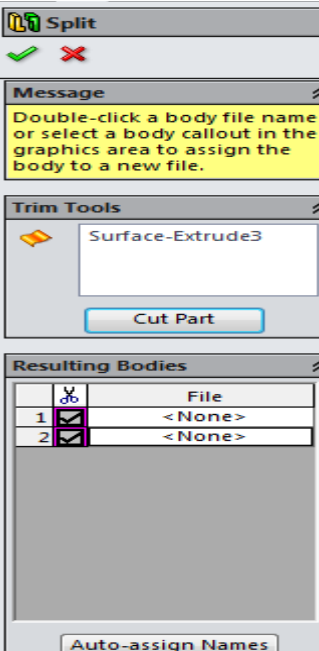 Split
Message
Double-click a body file name
or select a body callout in the
graphics area to assign the
body to a new file.
Trim Tools
Surface-Extrude3
Cut Part
Resulting Bodies
File
1 <None>
2 <None>
Auto-assign Names